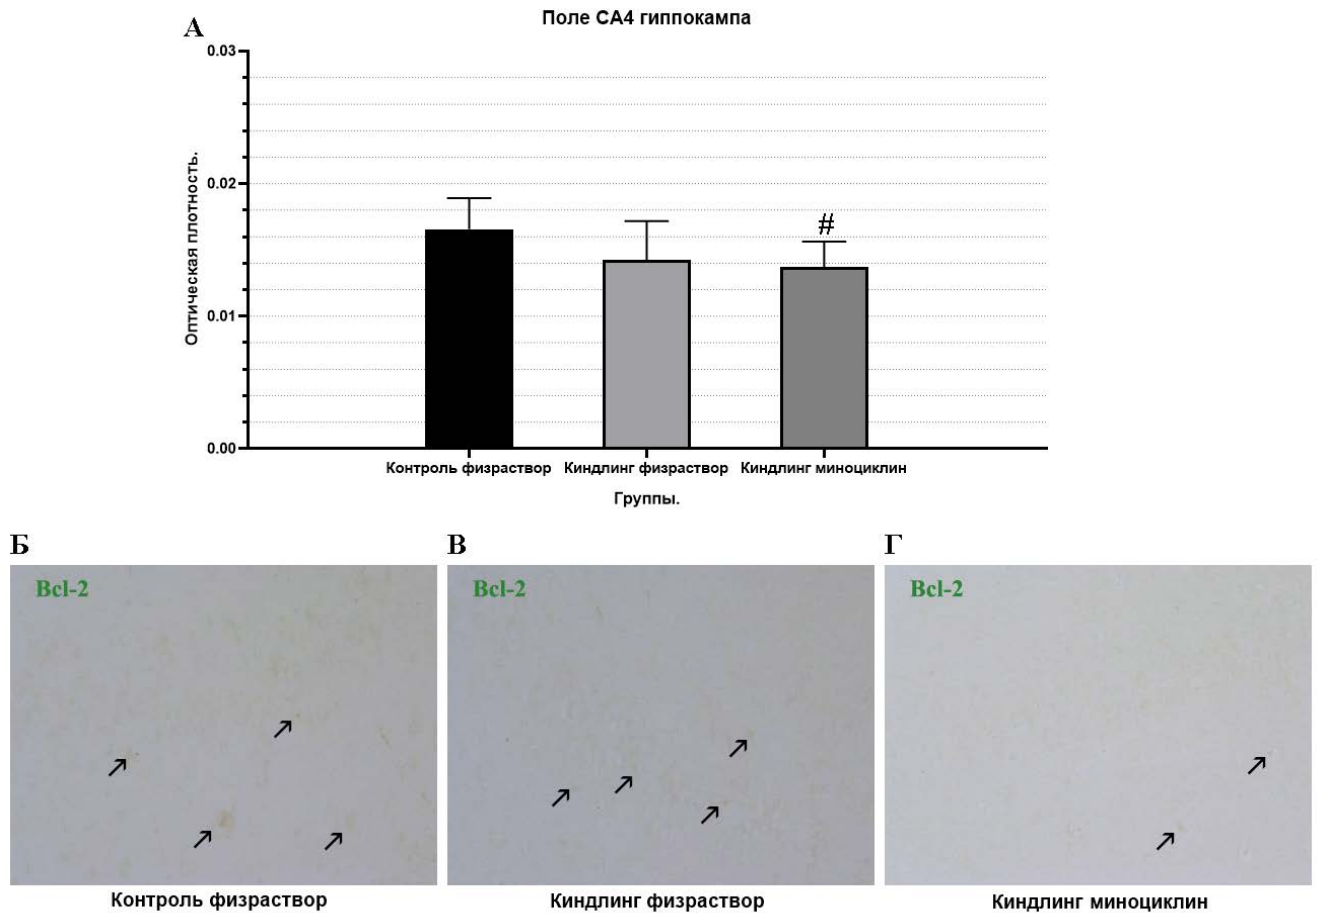 Поле СА4 гиппокампа
А
0.03
0.02
0.01
0.00
Оптическая плотность.
#
Контроль физраствор Киндлинг физраствор Киндлинг миноциклин
Группы.
Б В Г
Bcl-2 Bcl-2 Bcl-2
Контроль физраствор Киндлинг физраствор Киндлинг миноциклин